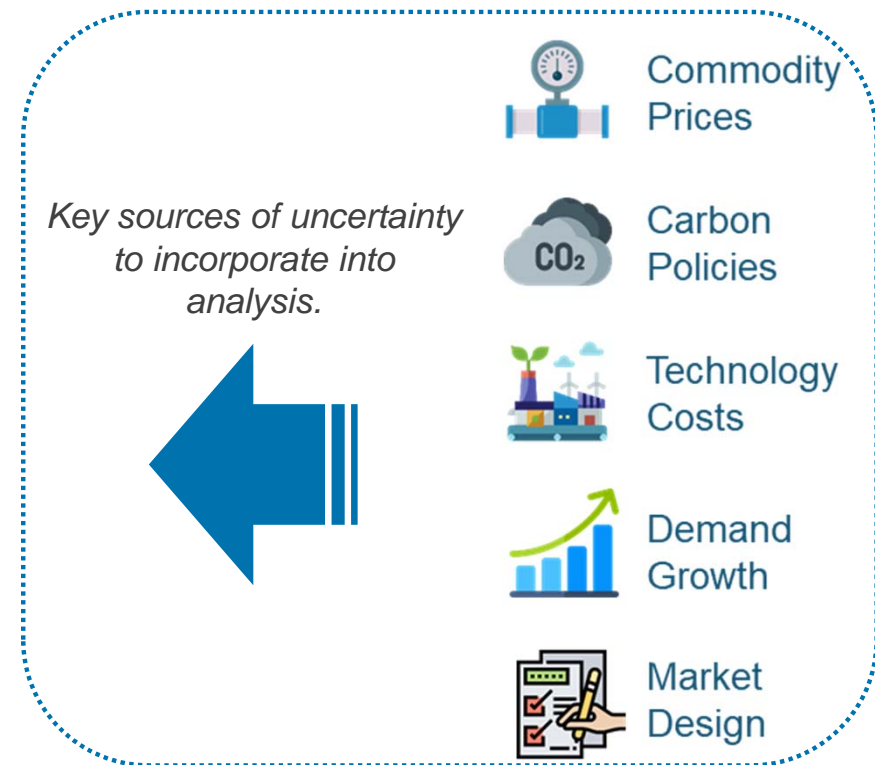 Key sources of uncertainty
to incorporate into
analysis.
Commodity
Prices
CO₂
Carbon
Policies
Technology
Costs
Demand
Growth
Market
Design